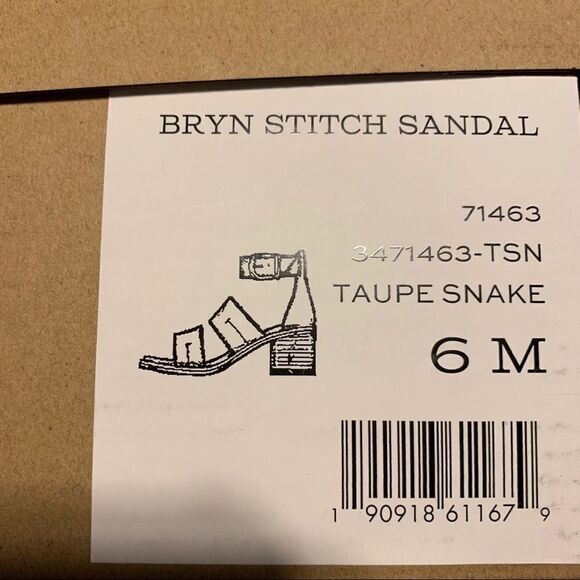 BRYN STITCH SANDAL
71463
3471463-TSN
TAUPE SNAKE
6 M
1 90918 61167 9